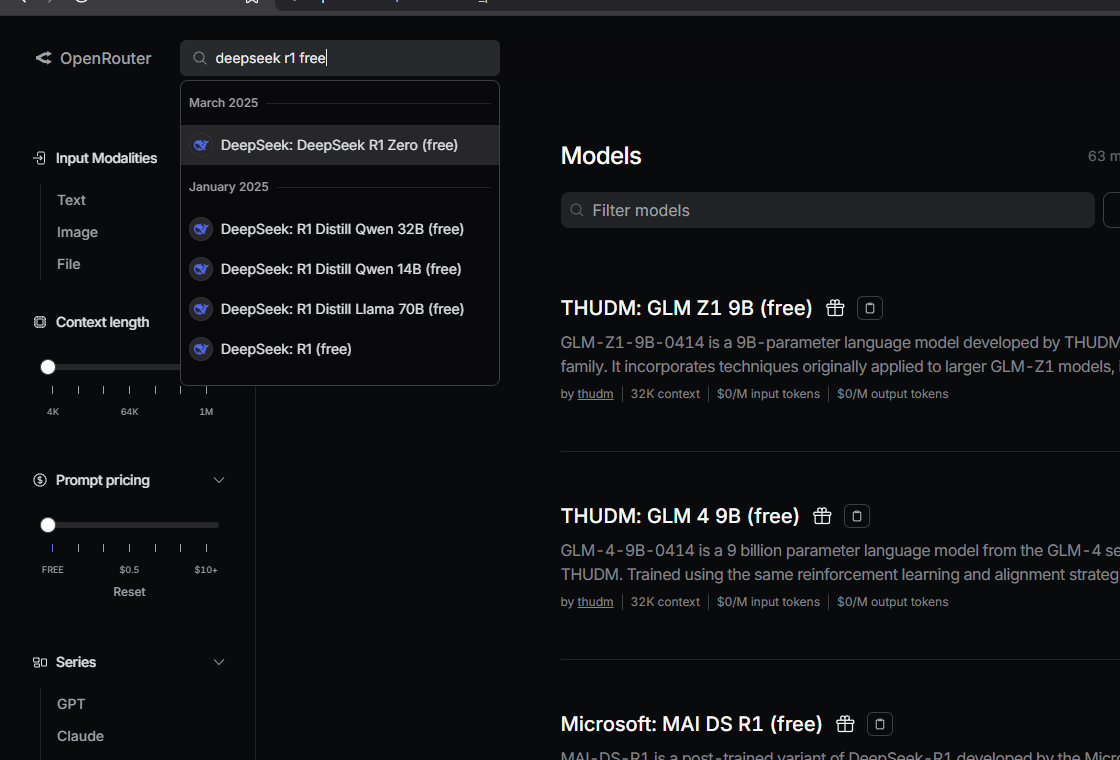 OpenRouter
deepseek r1 free
March 2025
DeepSeek: DeepSeek R1 Zero (free)
January 2025
DeepSeek: R1 Distill Qwen 32B (free)
DeepSeek: R1 Distill Qwen 14B (free)
DeepSeek: R1 Distill Llama 70B (free)
DeepSeek: R1 (free)
Input Modalities
Text
Image
File
Context length
4K 64K 1M
Prompt pricing
FREE $0.5 $10+
Reset
Series
GPT
Claude
Models
63 m
Filter models
THUDM: GLM Z1 9B (free)
GLM-Z1-9B-0414 is a 9B-parameter language model developed by THUDM
family. It incorporates techniques originally applied to larger GLM-Z1 models,
by thudm | 32K context | $0/M input tokens | $0/M output tokens
THUDM: GLM 4 9B (free)
GLM-4-9B-0414 is a 9 billion parameter language model from the GLM-4 se
THUDM. Trained using the same reinforcement learning and alignment strateg
by thudm | 32K context | $0/M input tokens | $0/M output tokens
Microsoft: MAI DS R1 (free)
MAI-DS-R1 is a post-trained variant of DeepSeek-R1 developed by the Micr